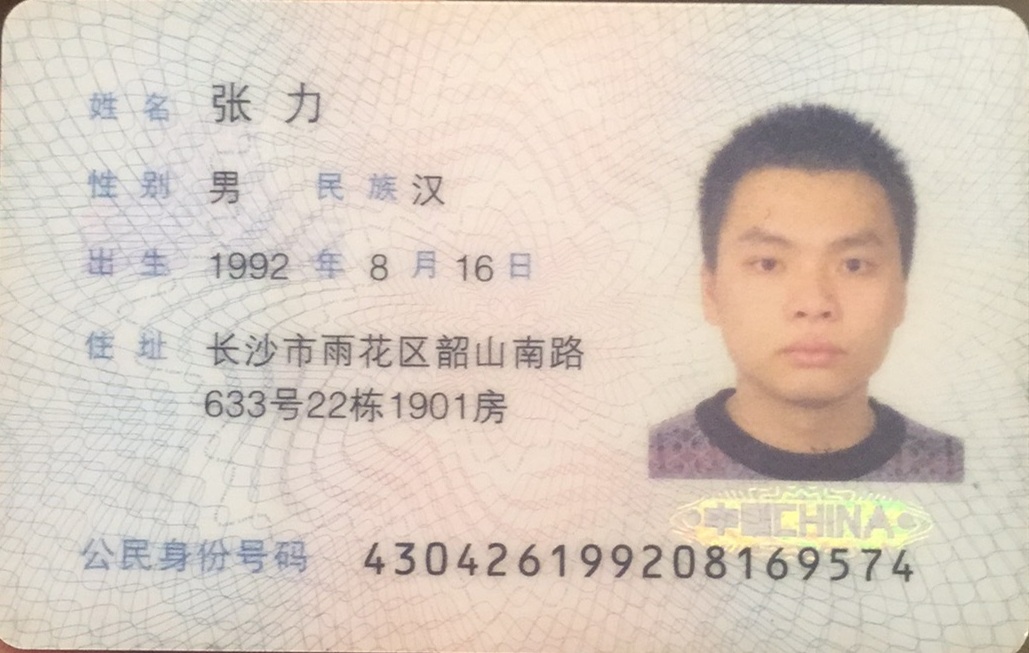 姓名 张力
性别 男 民族 汉
出生 1992 年 8 月 16 日
住址 长沙市雨花区韶山南路
633号22栋1901房
中国CHINA
公民身份号码 430426199208169574